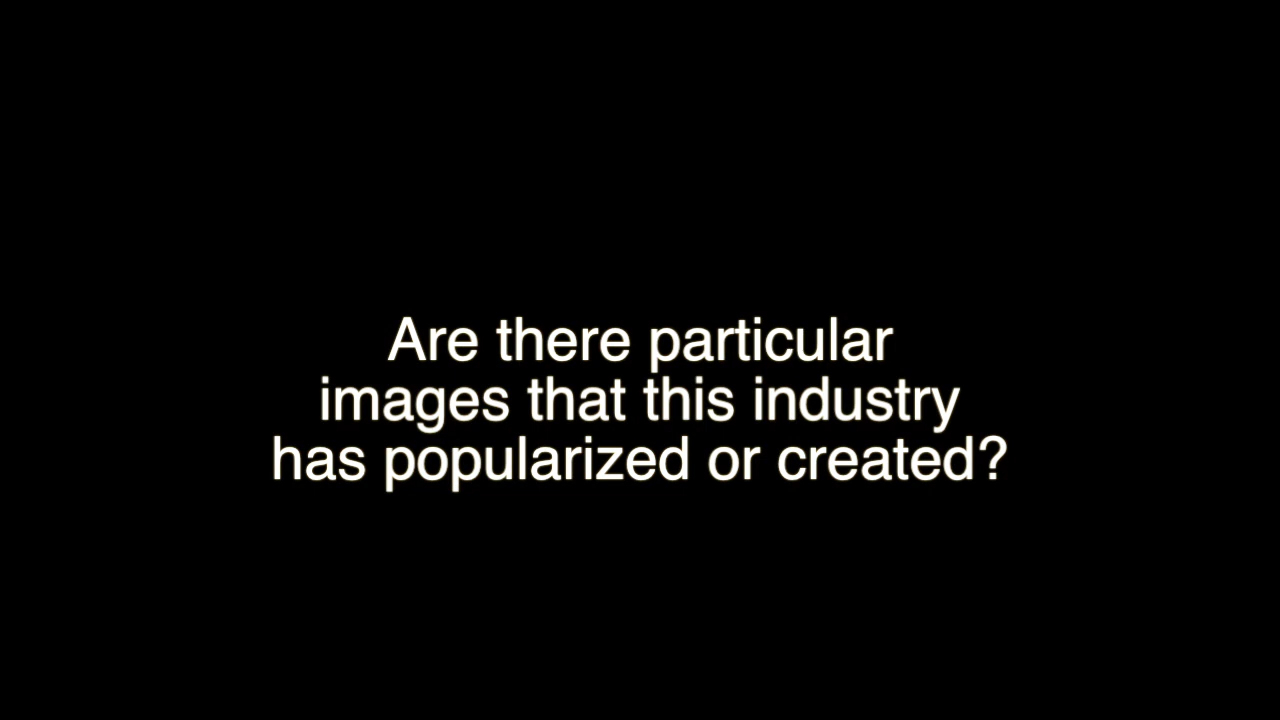 Are there particular
images that this industry
has popularized or created?